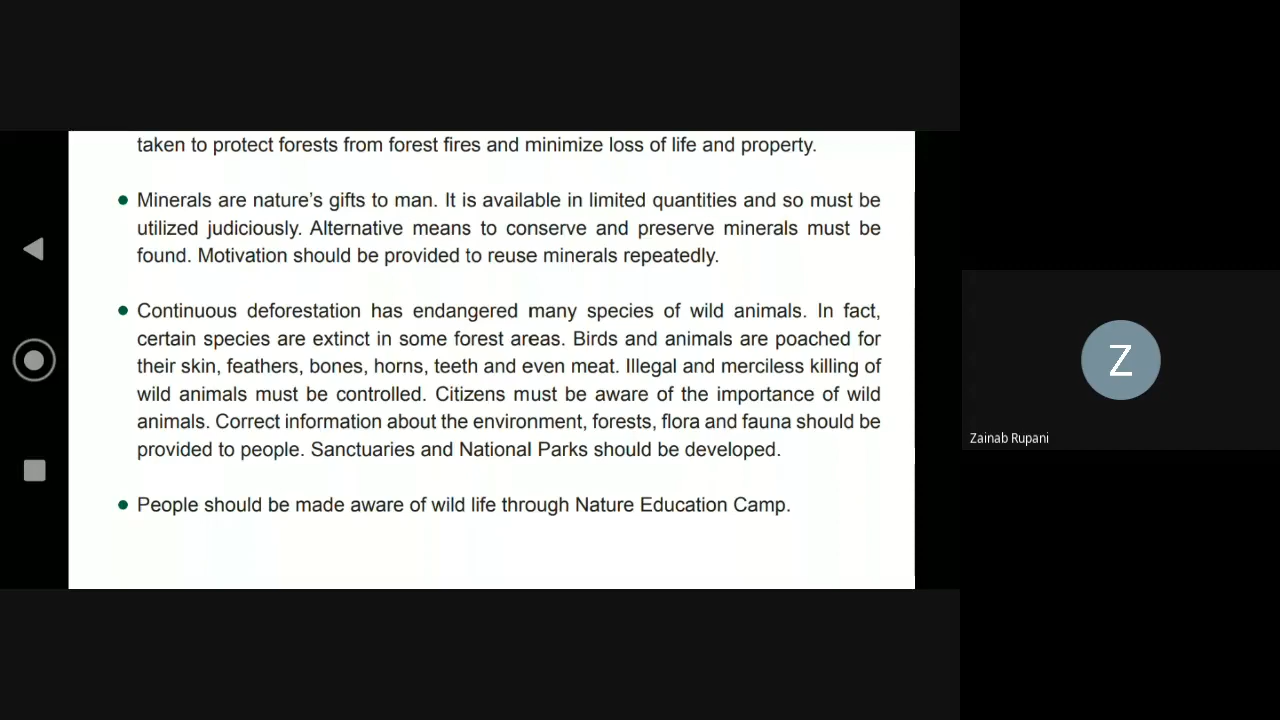 taken to protect forests from forest fires and minimize loss of life and property.
● Minerals are nature's gifts to man. It is available in limited quantities and so must be
utilized judiciously. Alternative means to conserve and preserve minerals must be
found. Motivation should be provided to reuse minerals repeatedly.
● Continuous deforestation has endangered many species of wild animals. In fact,
certain species are extinct in some forest areas. Birds and animals are poached for
their skin, feathers, bones, horns, teeth and even meat. Illegal and merciless killing of
wild animals must be controlled. Citizens must be aware of the importance of wild
animals. Correct information about the environment, forests, flora and fauna should be
provided to people. Sanctuaries and National Parks should be developed.
● People should be made aware of wild life through Nature Education Camp.
Z
Zainab Rupani